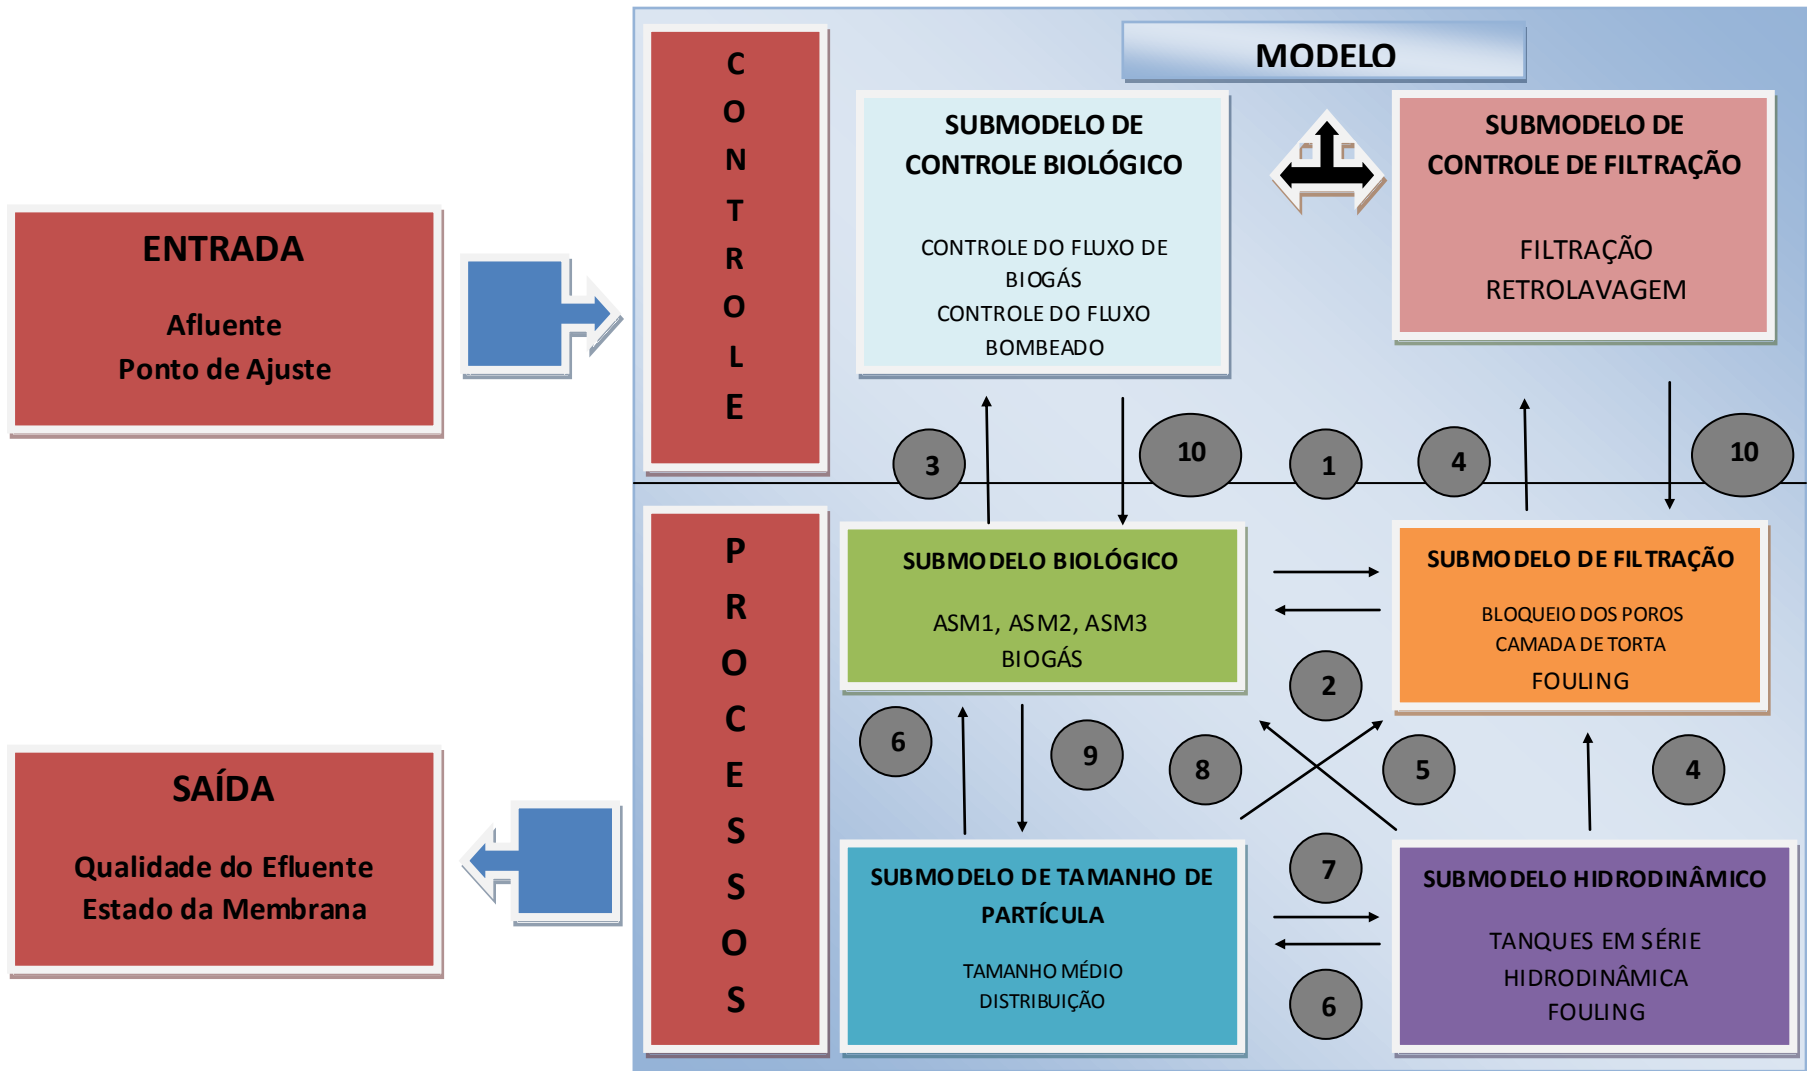 MODELO
C
O
N
T
R
O
L
E
SUBMODELO DE
CONTROLE BIOLÓGICO
CONTROLE DO FLUXO DE
BIOGÁS
CONTROLE DO FLUXO
BOMBEADO
SUBMODELO DE
CONTROLE DE FILTRAÇÃO
FILTRAÇÃO
RETROLAVAGEM
ENTRADA
Afluente
Ponto de Ajuste
3
10
1
4
10
P
R
O
C
E
S
S
O
S
SUBMODELO BIOLÓGICO
ASM1, ASM2, ASM3
BIOGÁS
SUBMODELO DE FILTRAÇÃO
BLOQUEIO DOS POROS
CAMADA DE TORTA
FOULING
2
6
9
8
5
4
SAÍDA
Qualidade do Efluente
Estado da Membrana
SUBMODELO DE TAMANHO DE
PARTÍCULA
TAMANHO MÉDIO
DISTRIBUIÇÃO
7
6
SUBMODELO HIDRODINÂMICO
TANQUES EM SÉRIE
HIDRODINÂMICA
FOULING